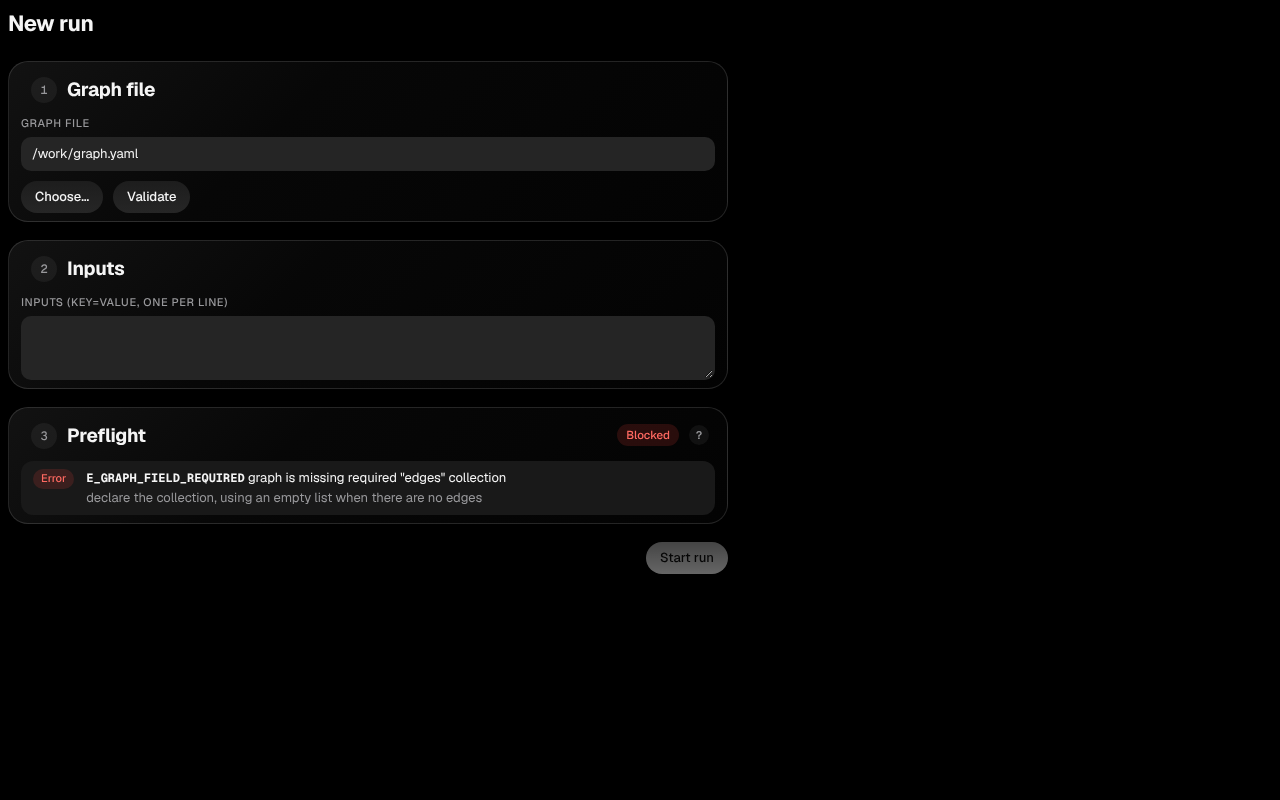 New run
1 Graph file
GRAPH FILE
/work/graph.yaml
Choose… Validate
2 Inputs
INPUTS (KEY=VALUE, ONE PER LINE)
3 Preflight Blocked ?
Error E_GRAPH_FIELD_REQUIRED graph is missing required "edges" collection
declare the collection, using an empty list when there are no edges
Start run